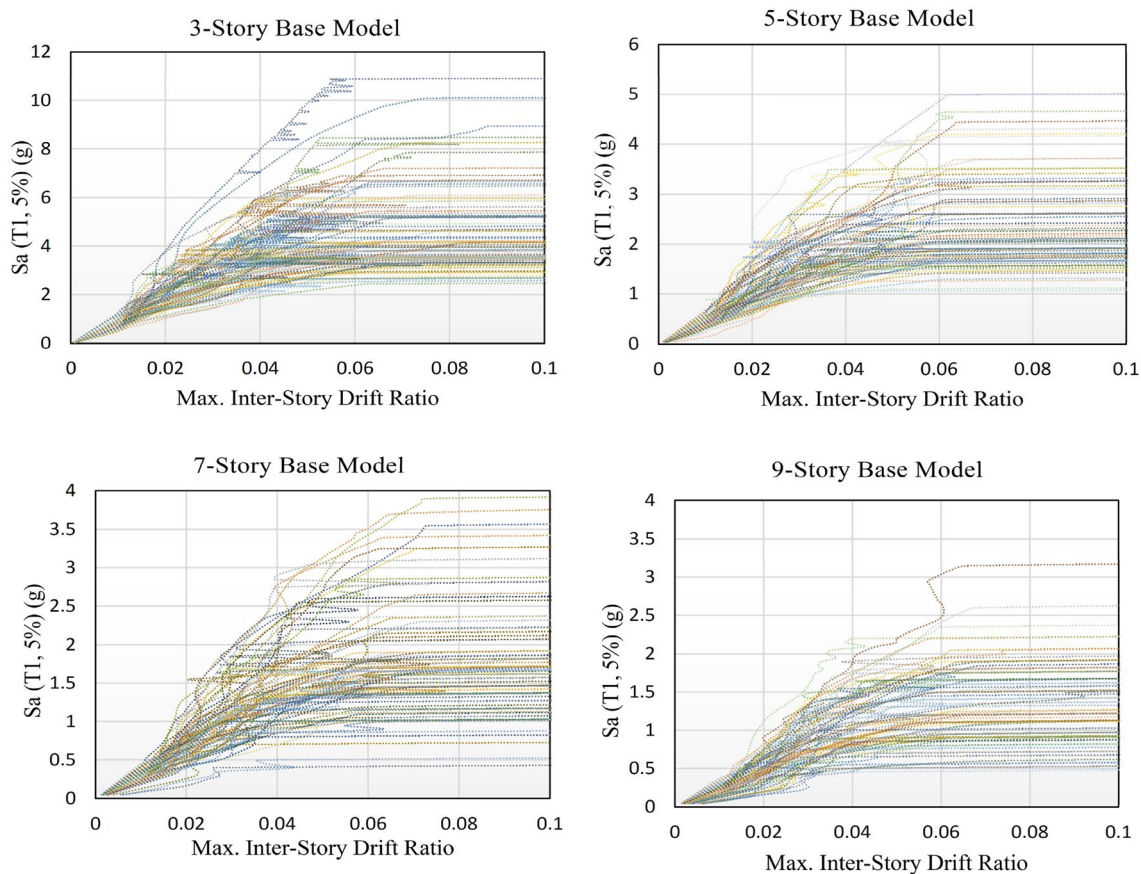 3-Story Base Model
12
10
8
6
4
2
0
Sa (T1, 5%) (g)
0 0.02 0.04 0.06 0.08 0.1
Max. Inter-Story Drift Ratio
5-Story Base Model
6
5
4
3
2
1
0
Sa (T1, 5%) (g)
0 0.02 0.04 0.06 0.08 0.1
Max. Inter-Story Drift Ratio
7-Story Base Model
4
3.5
3
2.5
2
1.5
1
0.5
0
Sa (T1, 5%) (g)
0 0.02 0.04 0.06 0.08 0.1
Max. Inter-Story Drift Ratio
9-Story Base Model
4
3.5
3
2.5
2
1.5
1
0.5
0
Sa (T1, 5%) (g)
0 0.02 0.04 0.06 0.08 0.1
Max. Inter-Story Drift Ratio